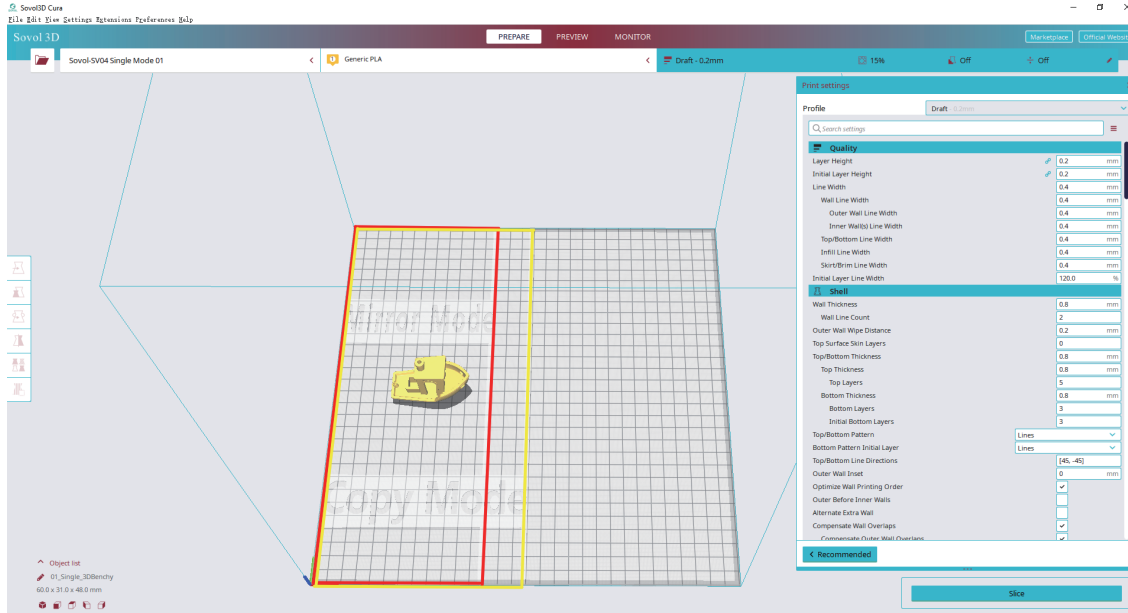 Sovol3D Cura
File Edit View Settings Extensions Preferences Help
Sovol 3D
PREPARE
PREVIEW
MONITOR
Marketplace
Official Websit
Sovol-SV04 Single Mode 01
Generic PLA
Draft - 0.2mm
15%
Off
Off
Print settings
Profile
Draft - 0.2mm
Search settings
Quality
Layer Height 0.2 mm
Initial Layer Height 0.2 mm
Line Width 0.4 mm
Wall Line Width 0.4 mm
Outer Wall Line Width 0.4 mm
Inner Wall(s) Line Width 0.4 mm
Top/Bottom Line Width 0.4 mm
Infill Line Width 0.4 mm
Skirt/Brim Line Width 0.4 mm
Initial Layer Line Width 120.0 %
Shell
Wall Thickness 0.8 mm
Wall Line Count 2
Outer Wall Wipe Distance 0.2 mm
Top Surface Skin Layers 0
Top/Bottom Thickness 0.8 mm
Top Thickness 0.8 mm
Top Layers 5
Bottom Thickness 0.8 mm
Bottom Layers 3
Initial Bottom Layers 3
Top/Bottom Pattern Lines
Bottom Pattern Initial Layer Lines
Top/Bottom Line Directions [45, -45]
Outer Wall Inset 0 mm
Optimize Wall Printing Order
Outer Before Inner Walls
Alternate Extra Wall
Compensate Wall Overlaps
Compensate Outer Wall Overlaps
Recommended
Slice
Mirror Mode
Copy Mode
Object list
01_Single_3DBenchy
60.0 x 31.0 x 48.0 mm